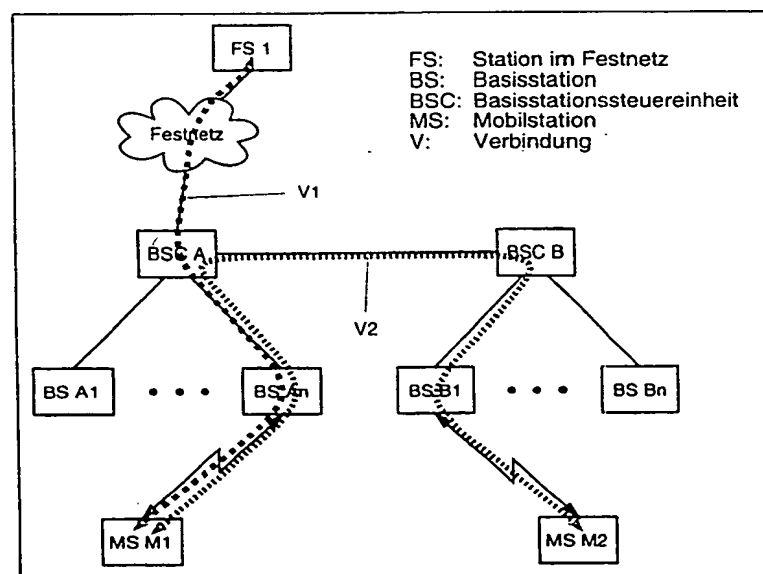 FS 1
FS: Station im Festnetz
BS: Basisstation
BSC: Basisstationssteuereinheit
MS: Mobilstation
V: Verbindung
Festnetz
V1
BSC A
BSC B
V2
BS A1
BS An
BS B1
BS Bn
MS M1
MS M2